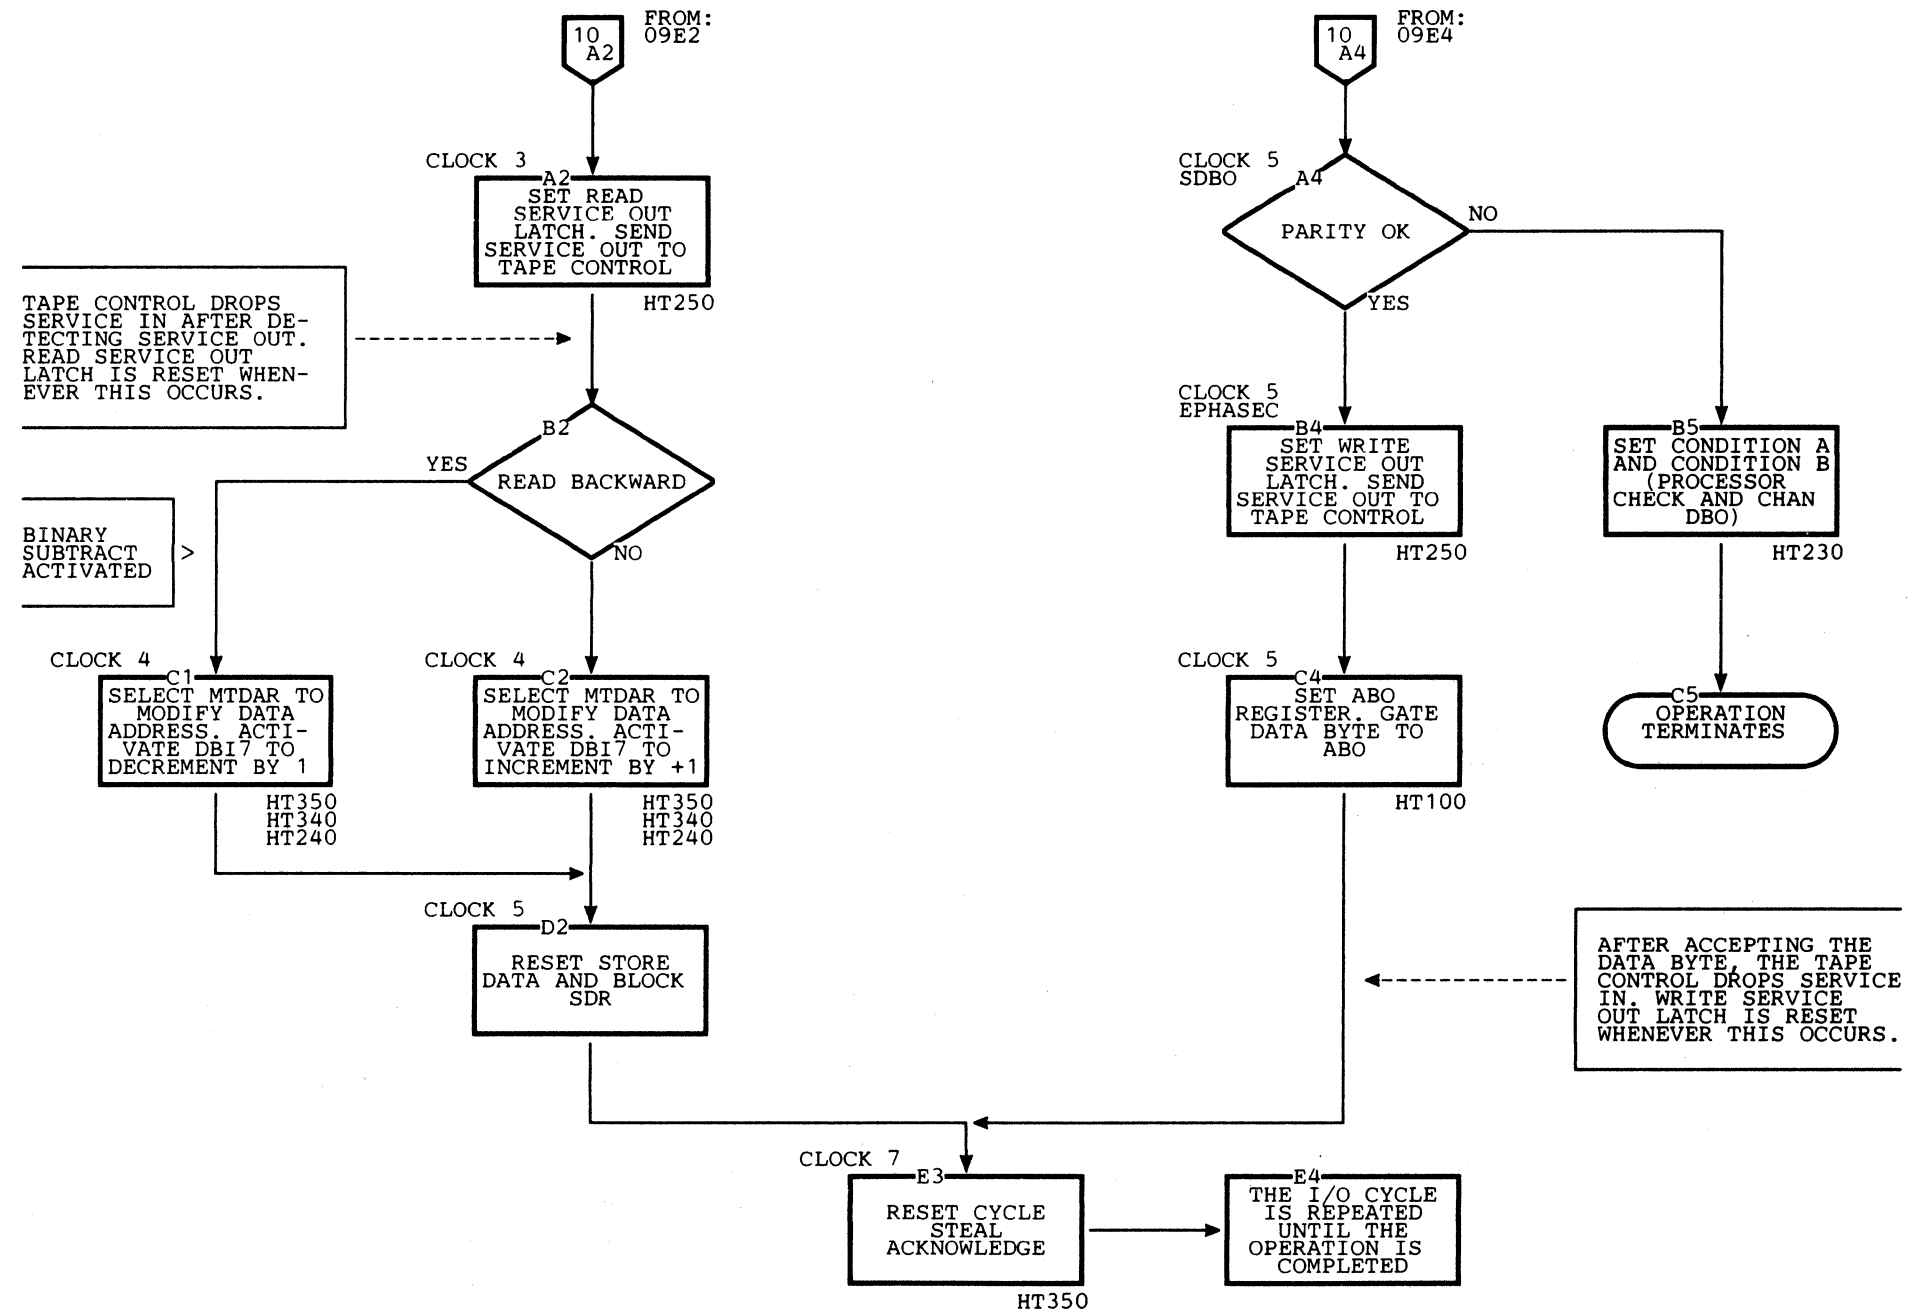 10
A2
FROM:
09E2
CLOCK 3
A2
SET READ
SERVICE OUT
LATCH. SEND
SERVICE OUT TO
TAPE CONTROL
HT250
TAPE CONTROL DROPS
SERVICE IN AFTER DE-
TECTING SERVICE OUT.
READ SERVICE OUT
LATCH IS RESET WHEN-
EVER THIS OCCURS.
B2
READ BACKWARD
YES
NO
BINARY
SUBTRACT
ACTIVATED
>
CLOCK 4
C1
SELECT MTDAR TO
MODIFY DATA
ADDRESS. ACTI-
VATE DBI7 TO
DECREMENT BY 1
HT350
HT340
HT240
CLOCK 4
C2
SELECT MTDAR TO
MODIFY DATA
ADDRESS. ACTI-
VATE DBI7 TO
INCREMENT BY +1
HT350
HT340
HT240
CLOCK 5
D2
RESET STORE
DATA AND BLOCK
SDR
10
A4
FROM:
09E4
CLOCK 5
SDBO
A4
PARITY OK
NO
YES
CLOCK 5
EPHASEC
B4
SET WRITE
SERVICE OUT
LATCH. SEND
SERVICE OUT TO
TAPE CONTROL
HT250
B5
SET CONDITION A
AND CONDITION B
(PROCESSOR
CHECK AND CHAN
DBO)
HT230
CLOCK 5
C4
SET ABO
REGISTER. GATE
DATA BYTE TO
ABO
HT100
C5
OPERATION
TERMINATES
AFTER ACCEPTING THE
DATA BYTE, THE TAPE
CONTROL DROPS SERVICE
IN. WRITE SERVICE
OUT LATCH IS RESET
WHENEVER THIS OCCURS.
CLOCK 7
E3
RESET CYCLE
STEAL
ACKNOWLEDGE
HT350
E4
THE I/O CYCLE
IS REPEATED
UNTIL THE
OPERATION IS
COMPLETED